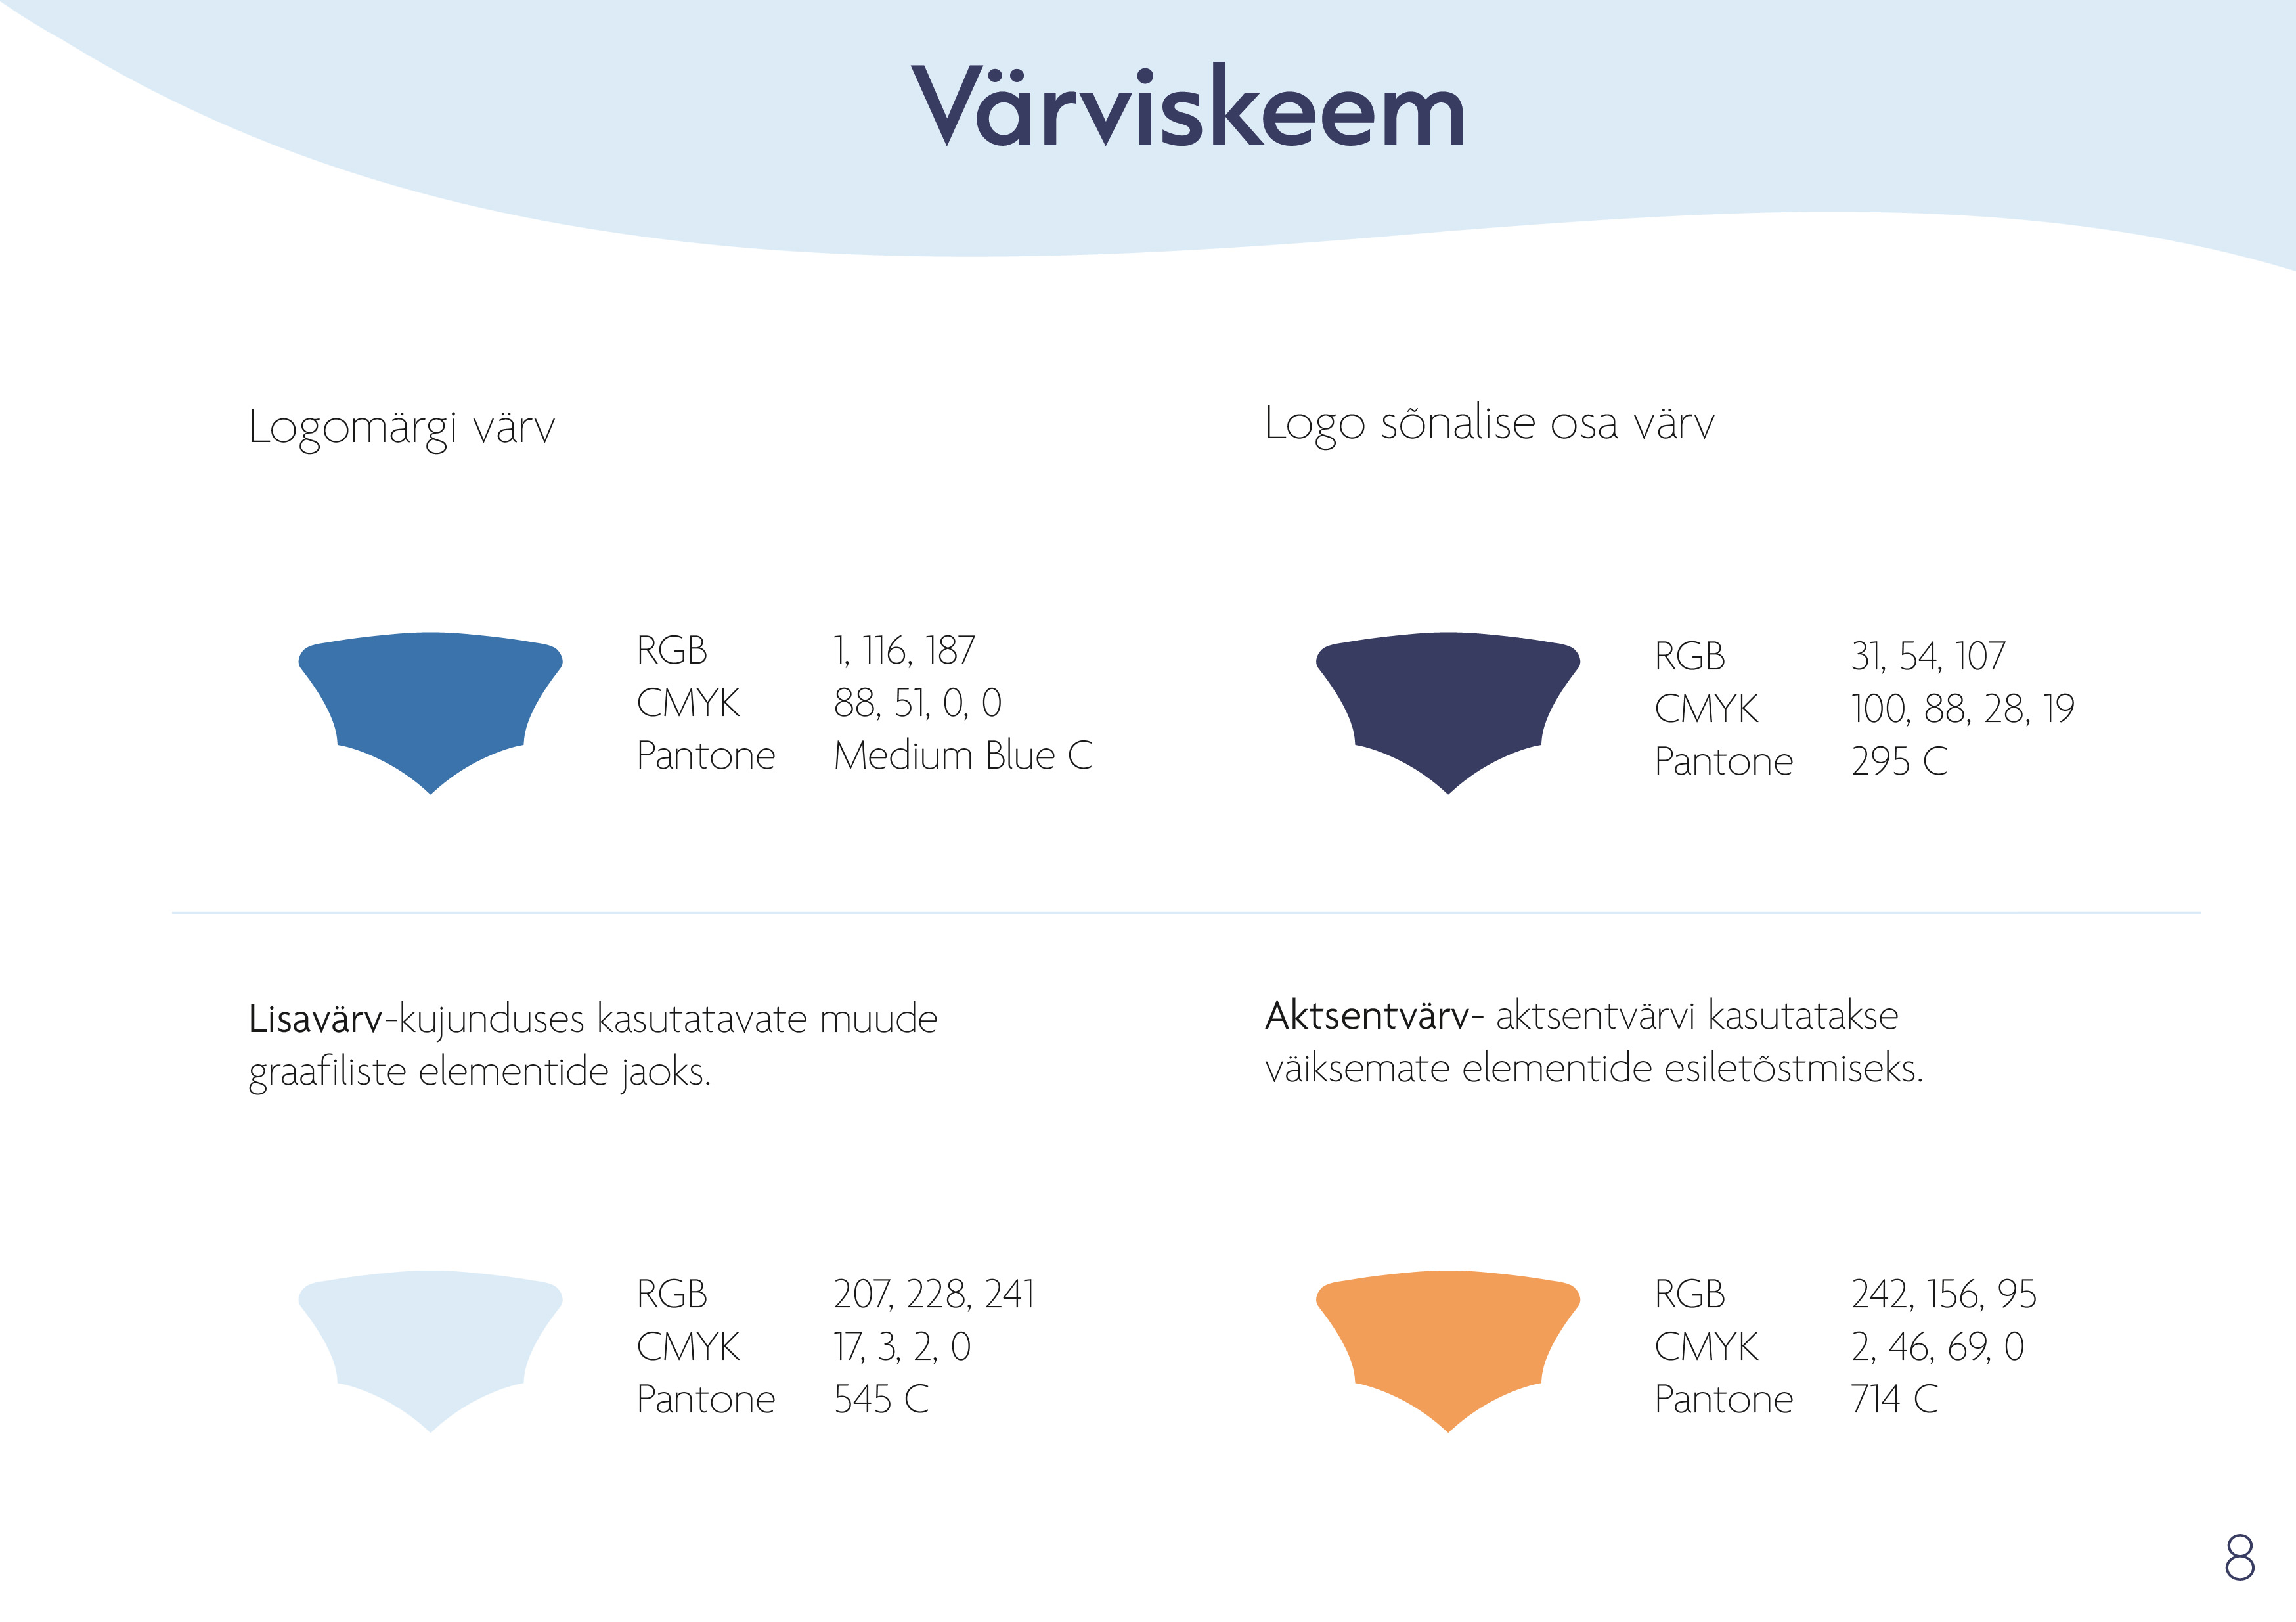 Värviskeem
Logomärgi värv
RGB 1, 116, 187
CMYK 88, 51, 0, 0
Pantone Medium Blue C
Logo sõnalise osa värv
RGB 31, 54, 107
CMYK 100, 88, 28, 19
Pantone 295 C
Lisavärv-kujunduses kasutatavate muude
graafiliste elementide jaoks.
RGB 207, 228, 241
CMYK 17, 3, 2, 0
Pantone 545 C
Aktsentvärv- aktsentvärvi kasutatakse
väiksemate elementide esiletõstmiseks.
RGB 242, 156, 95
CMYK 2, 46, 69, 0
Pantone 714 C
8